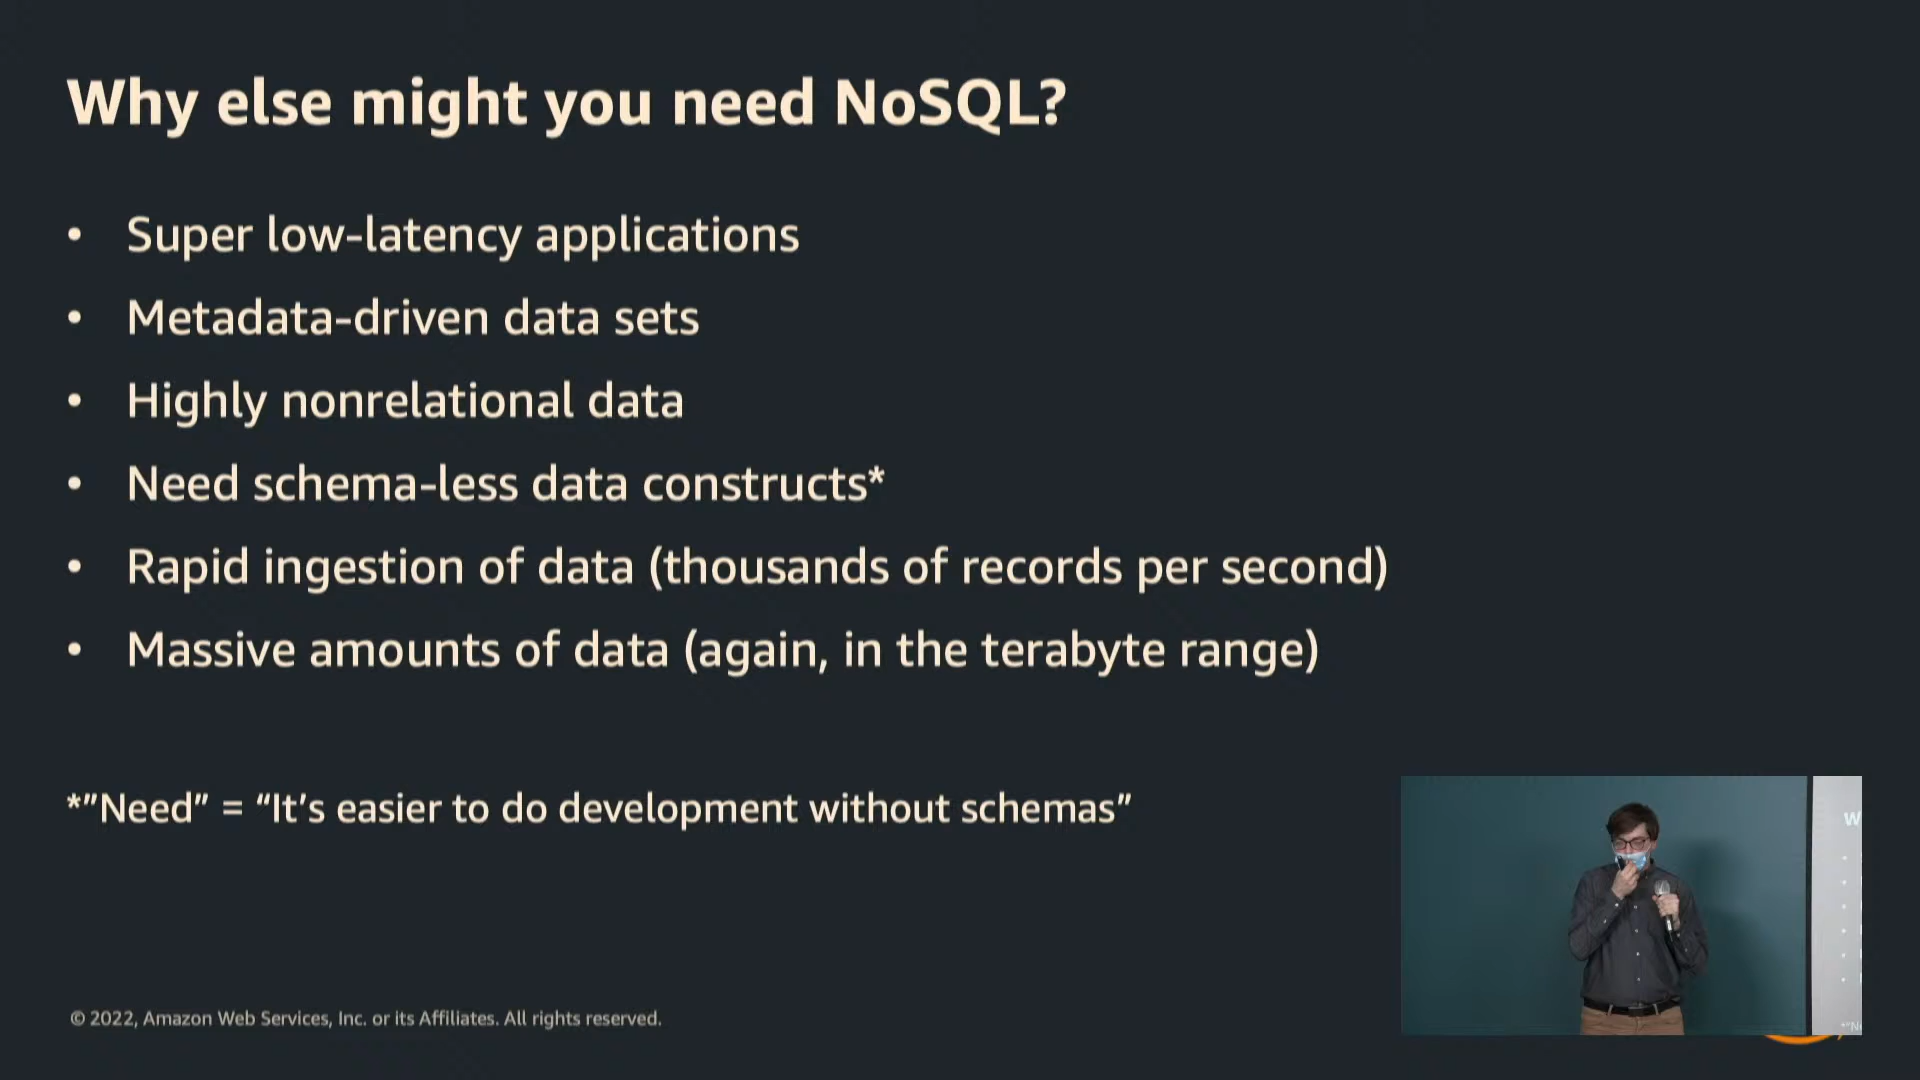 Why else might you need NoSQL?
• Super low-latency applications
• Metadata-driven data sets
• Highly nonrelational data
• Need schema-less data constructs*
• Rapid ingestion of data (thousands of records per second)
• Massive amounts of data (again, in the terabyte range)
*”Need” = “It’s easier to do development without schemas”
© 2022, Amazon Web Services, Inc. or its Affiliates. All rights reserved.